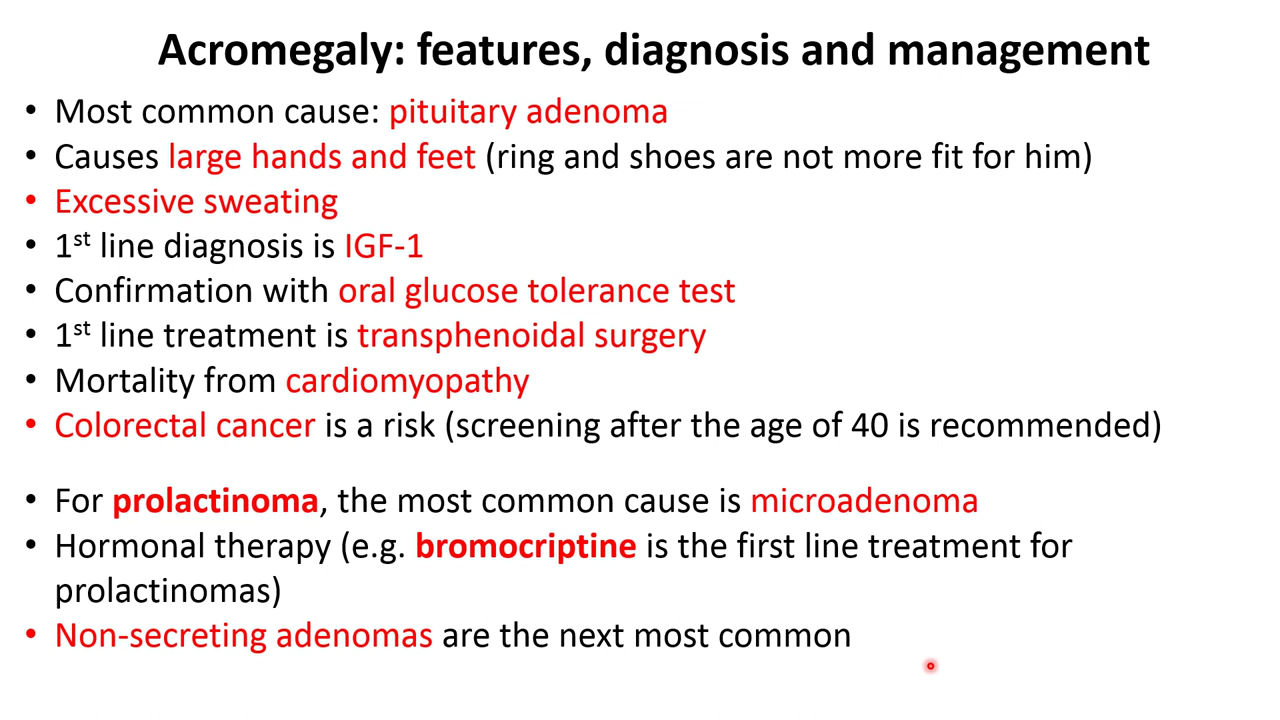 Acromegaly: features, diagnosis and management
• Most common cause: pituitary adenoma
• Causes large hands and feet (ring and shoes are not more fit for him)
• Excessive sweating
• 1st line diagnosis is IGF-1
• Confirmation with oral glucose tolerance test
• 1st line treatment is transphenoidal surgery
• Mortality from cardiomyopathy
• Colorectal cancer is a risk (screening after the age of 40 is recommended)
• For prolactinoma, the most common cause is microadenoma
• Hormonal therapy (e.g. bromocriptine is the first line treatment for
prolactinomas)
• Non-secreting adenomas are the next most common